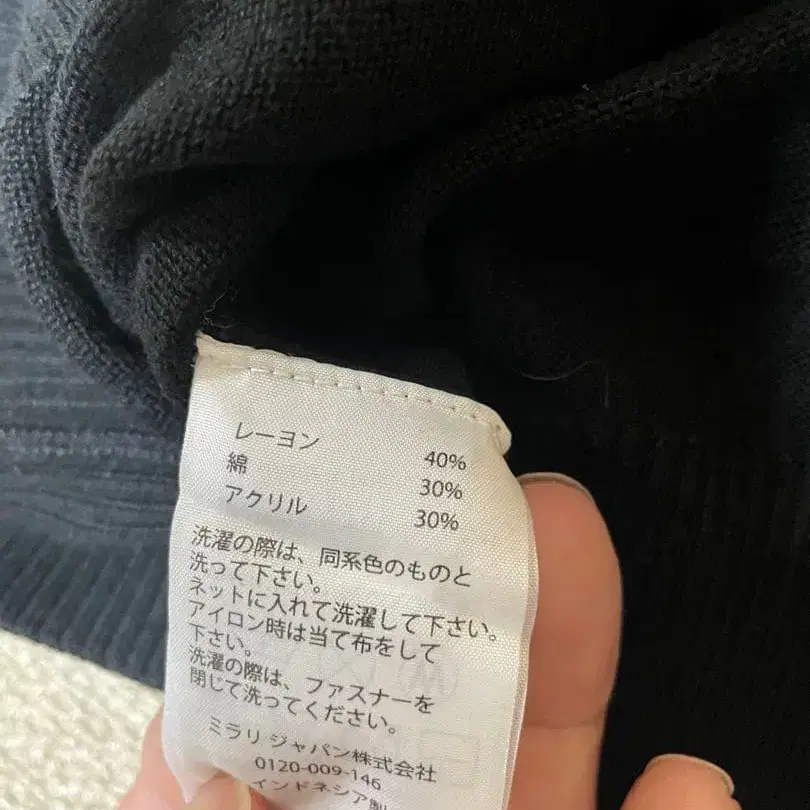 レーヨン 40%
綿 30%
アクリル 30%
洗濯の際は、同系色のものと
洗って下さい。
ネットに入れて洗濯して下さい。
アイロン時は当て布をして
下さい。
洗濯の際は、ファスナーを
閉じて洗ってください。
ミラリ ジャパン株式会社
0120-009-146
インドネシア製